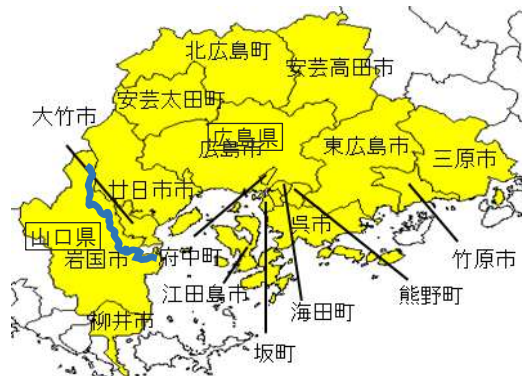 北広島町
安芸高田市
安芸太田町
大竹市
広島県
広島市
東広島市
三原市
廿日市市
山口県
岩国市
府中町
呉市
竹原市
江田島市
海田町
熊野町
柳井市
坂町